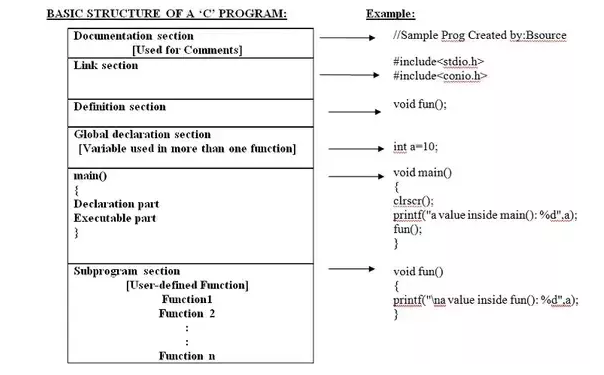 BASIC STRUCTURE OF A ‘C’ PROGRAM:
Example:
Documentation section
[Used for Comments]
//Sample Prog Created by:Bsource
Link section
#include<stdio.h>
#include<conio.h>
Definition section
void fun();
Global declaration section
[Variable used in more than one function]
int a=10;
main()
{
Declaration part
Executable part
}
void main()
{
clrscr();
printf("a value inside main(): %d",a);
fun();
}
Subprogram section
[User-defined Function]
Function1
Function 2
:
:
Function n
void fun()
{
printf("\na value inside fun(): %d",a);
}